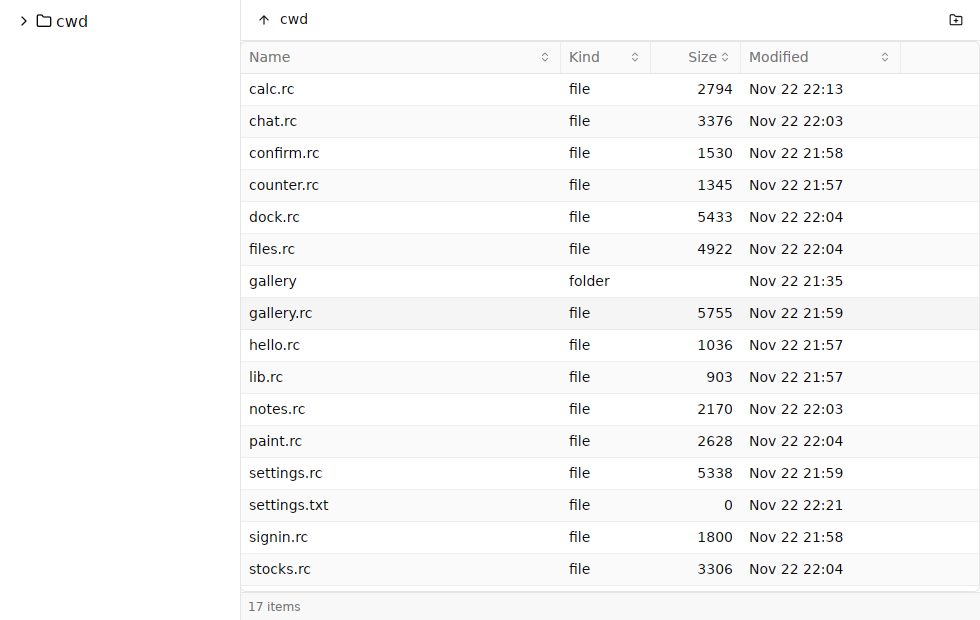 cwd
cwd
Name Kind Size Modified
calc.rc file 2794 Nov 22 22:13
chat.rc file 3376 Nov 22 22:03
confirm.rc file 1530 Nov 22 21:58
counter.rc file 1345 Nov 22 21:57
dock.rc file 5433 Nov 22 22:04
files.rc file 4922 Nov 22 22:04
gallery folder Nov 22 21:35
gallery.rc file 5755 Nov 22 21:59
hello.rc file 1036 Nov 22 21:57
lib.rc file 903 Nov 22 21:57
notes.rc file 2170 Nov 22 22:03
paint.rc file 2628 Nov 22 22:04
settings.rc file 5338 Nov 22 21:59
settings.txt file 0 Nov 22 22:21
signin.rc file 1800 Nov 22 21:58
stocks.rc file 3306 Nov 22 22:04
17 items